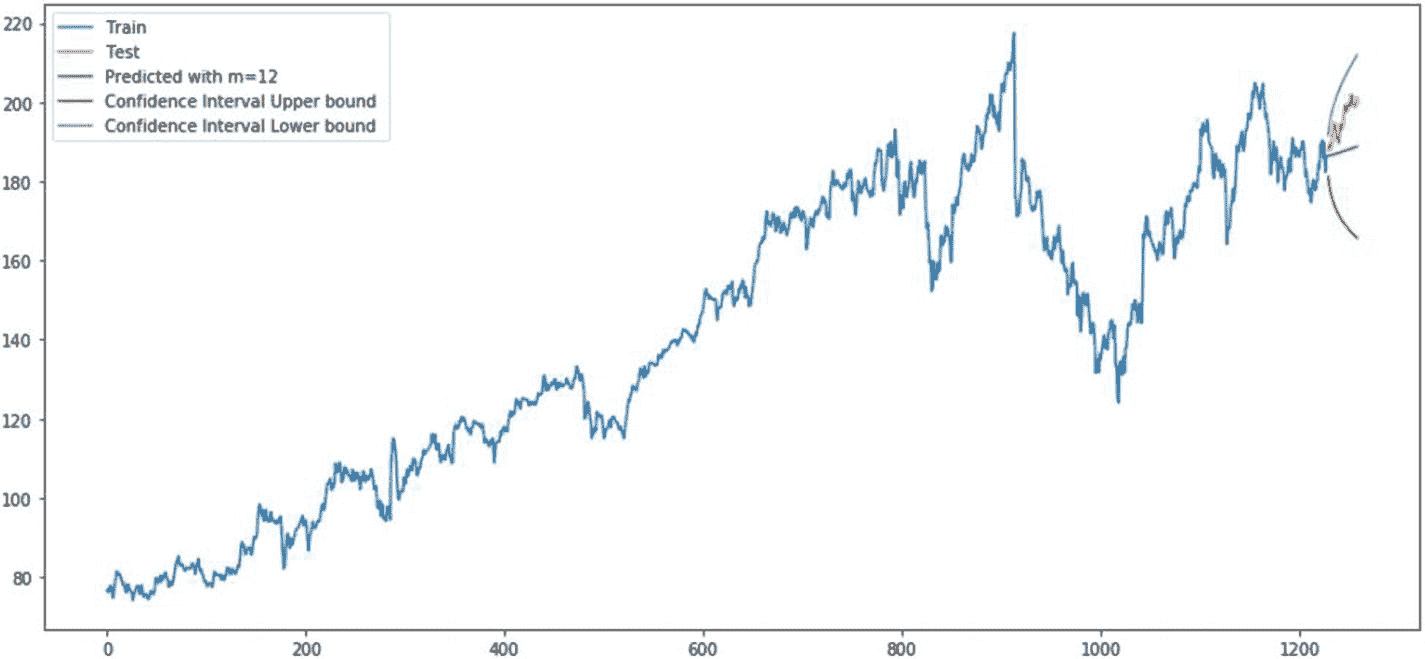 220
200
180
160
140
120
100
80
Train
Test
Predicted with m=12
Confidence Interval Upper bound
Confidence Interval Lower bound
0 200 400 600 800 1000 1200